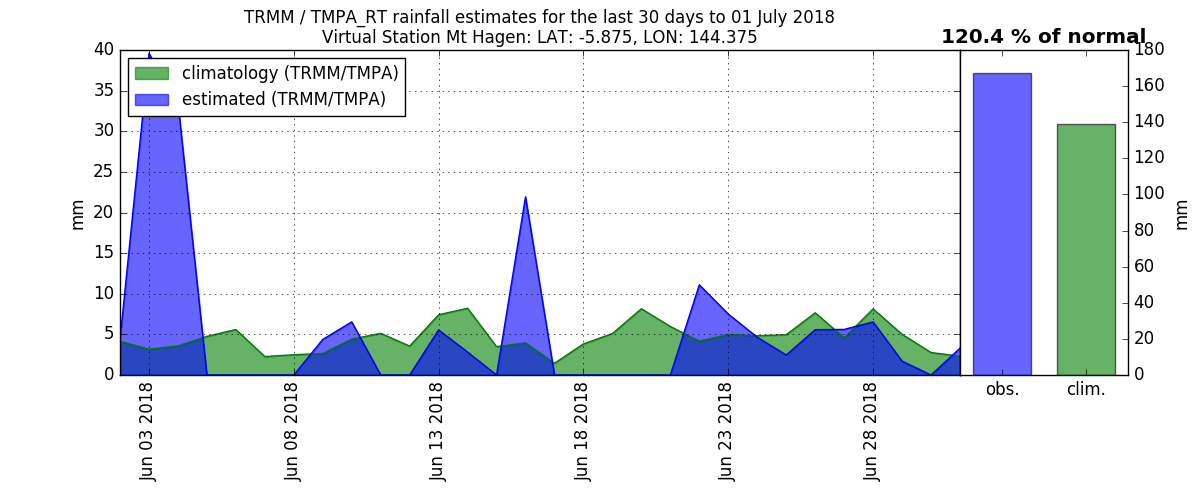 TRMM / TMPA_RT rainfall estimates for the last 30 days to 01 July 2018
Virtual Station Mt Hagen: LAT: -5.875, LON: 144.375
120.4 % of normal
climatology (TRMM/TMPA)
estimated (TRMM/TMPA)
40
35
30
25
20
15
10
5
0
mm
Jun 03 2018
Jun 08 2018
Jun 13 2018
Jun 18 2018
Jun 23 2018
Jun 28 2018
obs.
clim.
180
160
140
120
100
80
60
40
20
0
mm